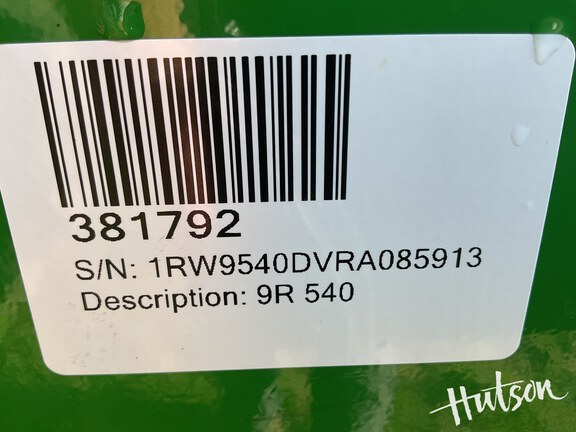 381792
S/N: 1RW9540DVRA085913
Description: 9R 540
Hutson